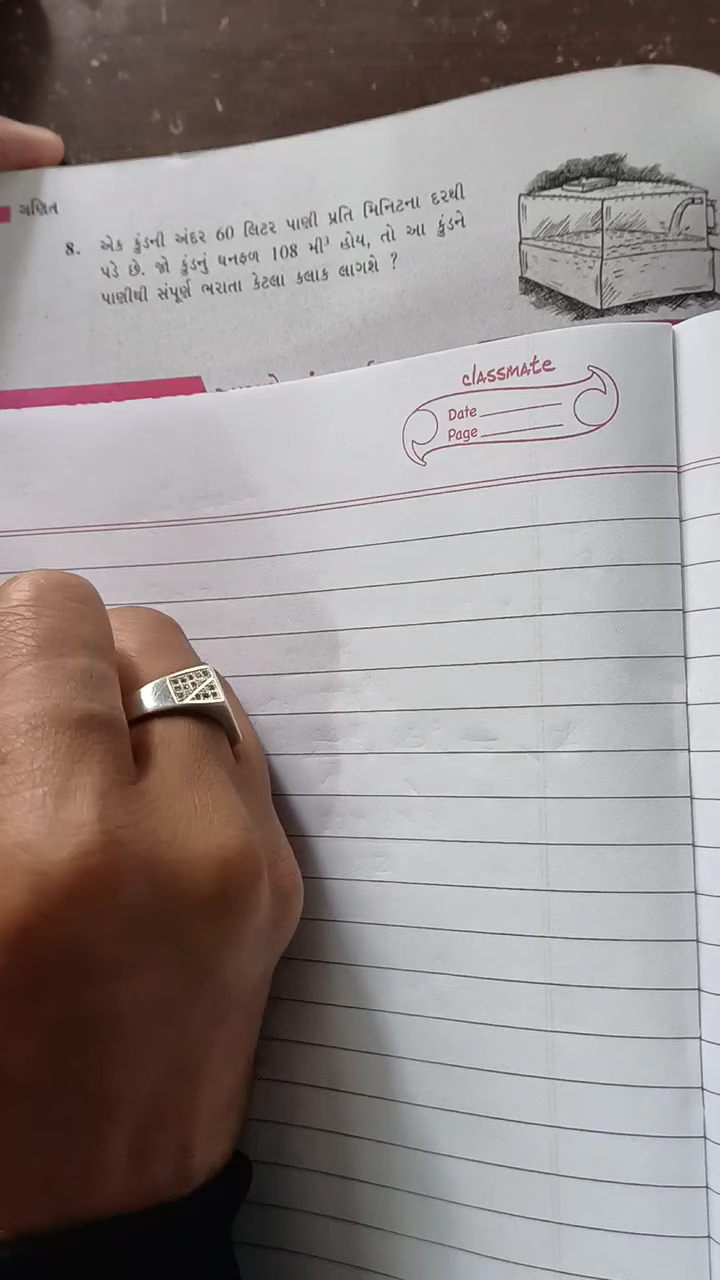 ગણિત
8. એક કુંડની અંદર 60 લિટર પાણી પ્રતિ મિનિટના દરથી
પડે છે. જો કુંડનું ઘનફળ 108 મી³ હોય, તો આ કુંડને
પાણીથી સંપૂર્ણ ભરાતા કેટલા કલાક લાગશે ?
classmate
Date
Page